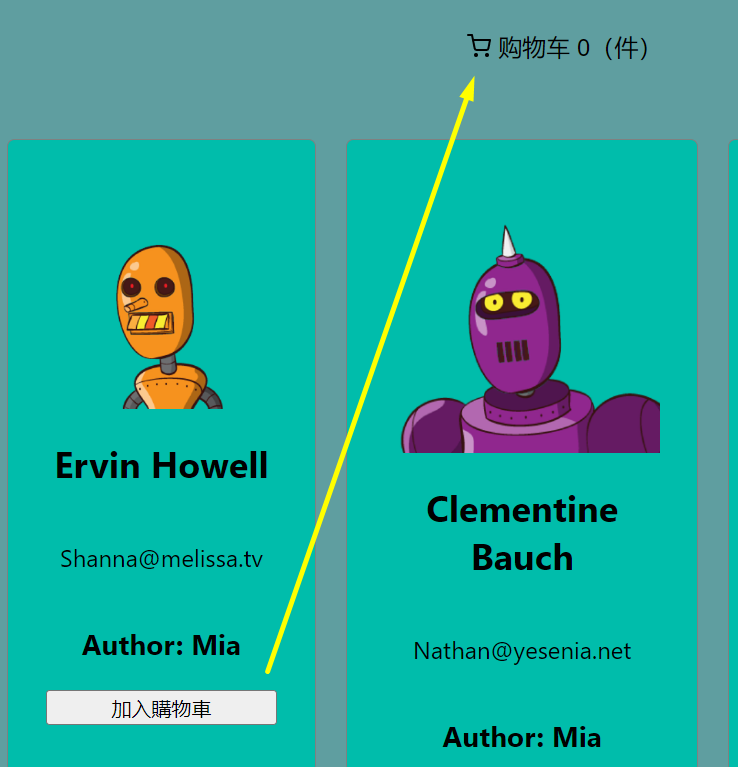 购物车 0（件）
Ervin Howell
Shanna@melissa.tv
Author: Mia
加入購物車
Clementine
Bauch
Nathan@yesenia.net
Author: Mia